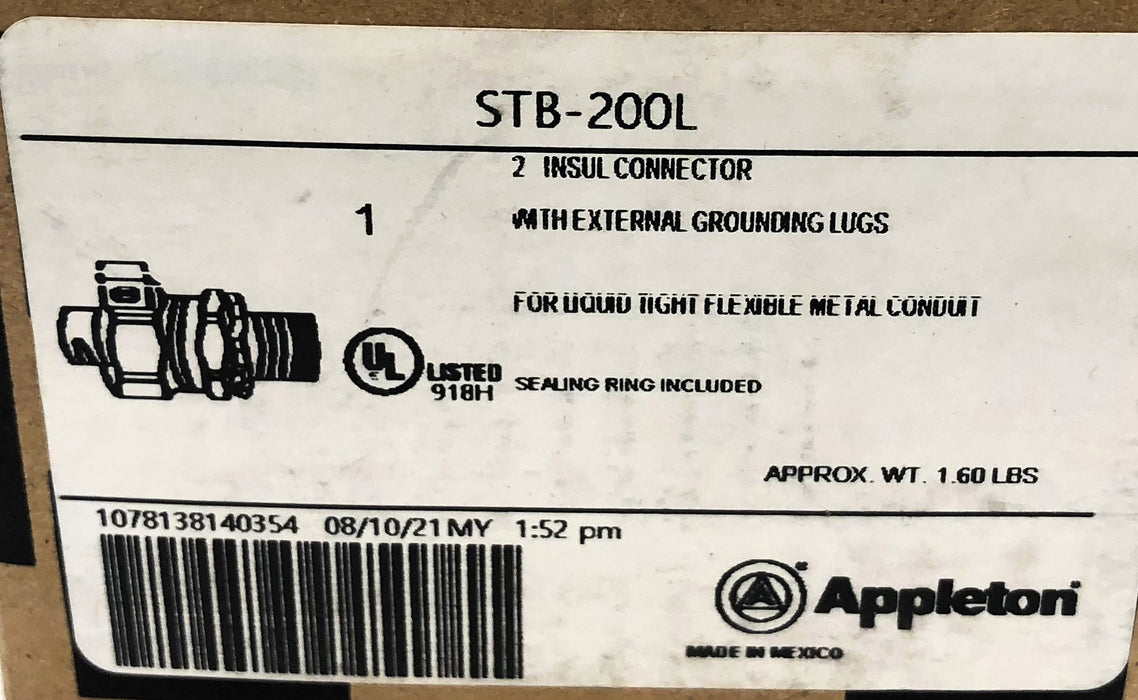 STB-200L
2 INSUL CONNECTOR
1
WITH EXTERNAL GROUNDING LUGS
FOR LIQUID TIGHT FLEXIBLE METAL CONDUIT
UL
LISTED
918H
SEALING RING INCLUDED
APPROX. WT. 1.60 LBS
1078138140354 08/10/21 MY 1:52 pm
A Appleton
MADE IN MEXICO